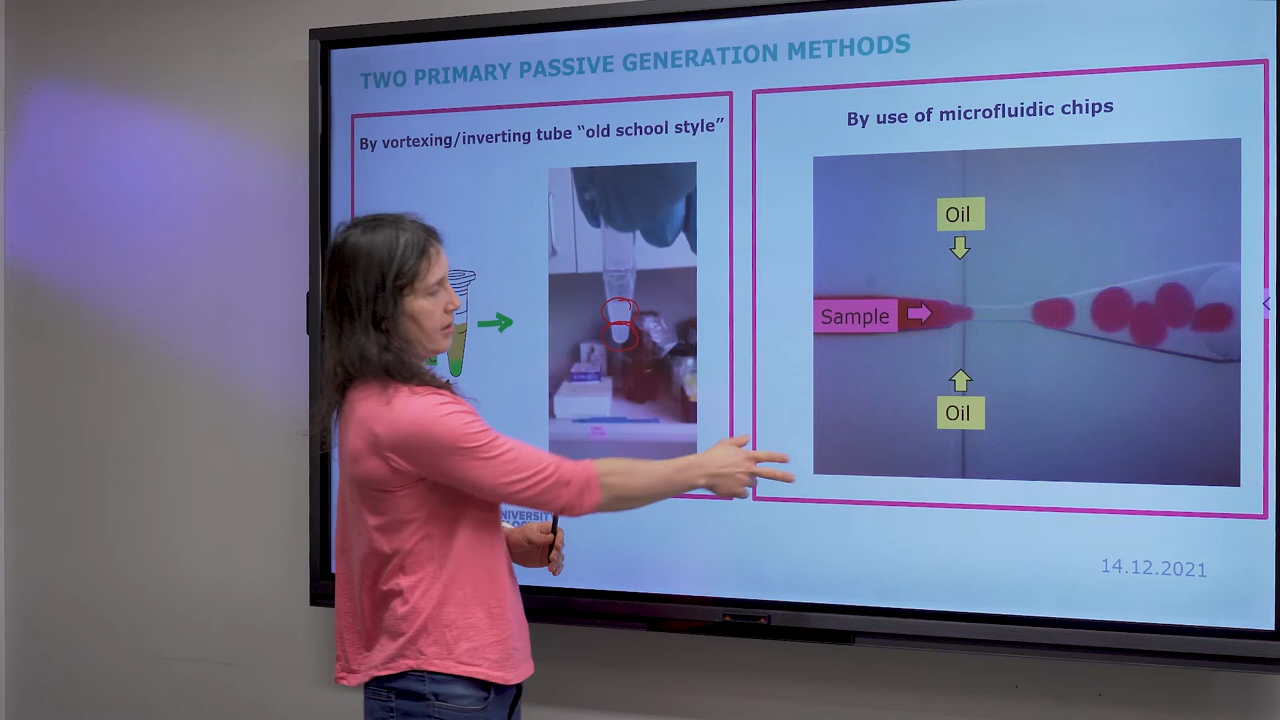 TWO PRIMARY PASSIVE GENERATION METHODS
By vortexing/inverting tube “old school style”
By use of microfluidic chips
Oil
Sample
Oil
14.12.2021